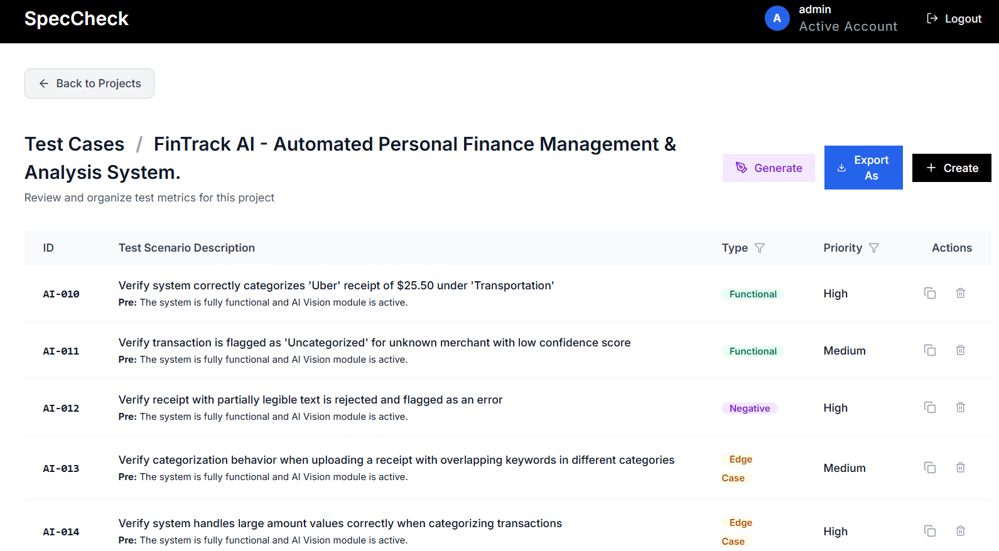 SpecCheck
A
admin
Active Account
Logout
Back to Projects
Test Cases / FinTrack AI - Automated Personal Finance Management &
Analysis System.
Review and organize test metrics for this project
Generate
Export
As
Create
ID Test Scenario Description Type Priority Actions
AI-010
Verify system correctly categorizes 'Uber' receipt of $25.50 under 'Transportation'
Pre: The system is fully functional and AI Vision module is active.
Functional
High
AI-011
Verify transaction is flagged as 'Uncategorized' for unknown merchant with low confidence score
Pre: The system is fully functional and AI Vision module is active.
Functional
Medium
AI-012
Verify receipt with partially legible text is rejected and flagged as an error
Pre: The system is fully functional and AI Vision module is active.
Negative
High
AI-013
Verify categorization behavior when uploading a receipt with overlapping keywords in different categories
Pre: The system is fully functional and AI Vision module is active.
Edge
Case
Medium
AI-014
Verify system handles large amount values correctly when categorizing transactions
Pre: The system is fully functional and AI Vision module is active.
Edge
Case
High